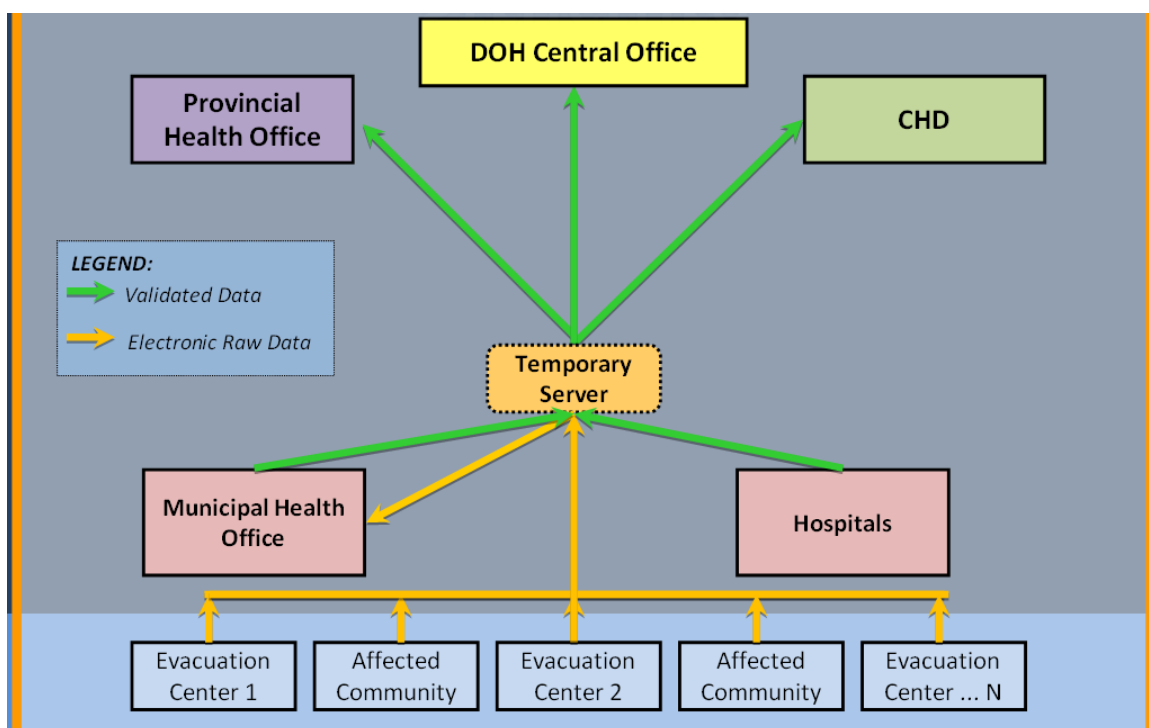 DOH Central Office
Provincial
Health Office
CHD
LEGEND:
Validated Data
Electronic Raw Data
Temporary
Server
Municipal Health
Office
Hospitals
Evacuation
Center 1
Affected
Community
Evacuation
Center 2
Affected
Community
Evacuation
Center ... N